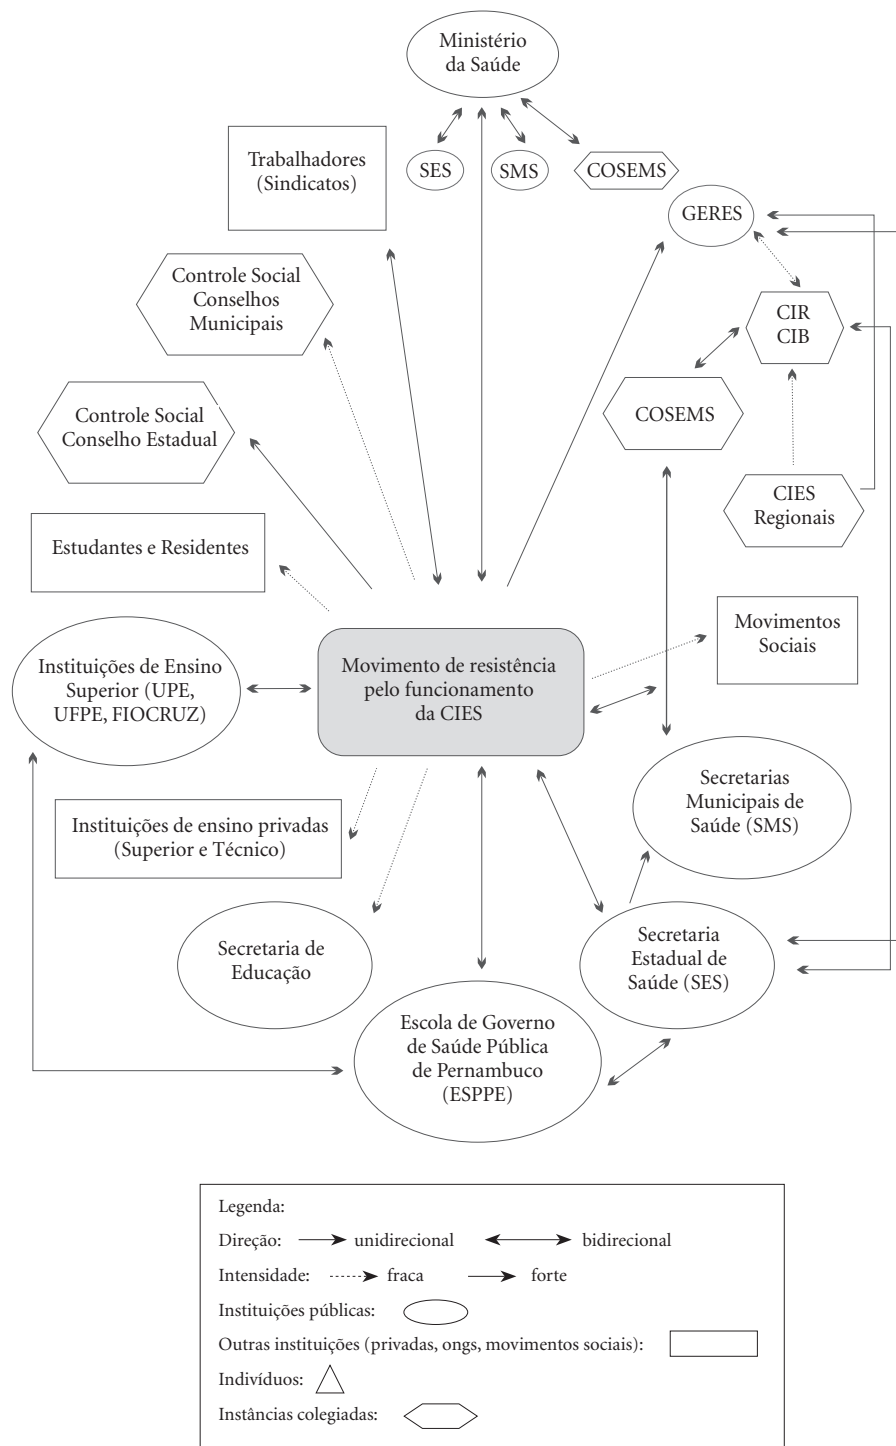 Ministério
da Saúde
SES
SMS
COSEMS
Trabalhadores
(Sindicatos)
GERES
Controle Social
Conselhos
Municipais
CIR
CIB
Controle Social
Conselho Estadual
COSEMS
CIES
Regionais
Estudantes e Residentes
Movimentos
Sociais
Instituições de Ensino
Superior (UPE,
UFPE, FIOCRUZ)
Movimento de resistência
pelo funcionamento
da CIES
Secretarias
Municipais de
Saúde (SMS)
Instituições de ensino privadas
(Superior e Técnico)
Secretaria de
Educação
Secretaria
Estadual de
Saúde (SES)
Escola de Governo
de Saúde Pública
de Pernambuco
(ESPPE)
Legenda:
Direção: unidirecional bidirecional
Intensidade: fraca forte
Instituições públicas:
Outras instituições (privadas, ongs, movimentos sociais):
Indivíduos:
Instâncias colegiadas: